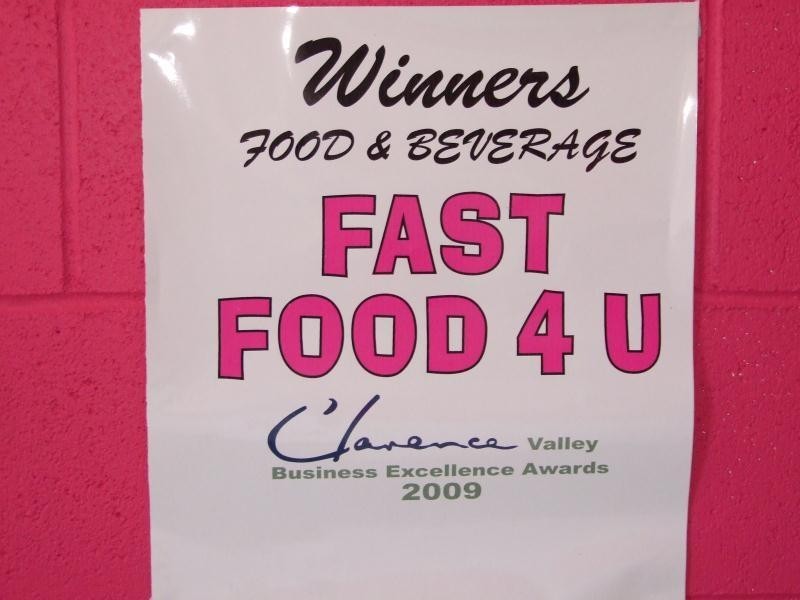 Winners
FOOD & BEVERAGE
FAST
FOOD 4 U
Clarence Valley
Business Excellence Awards
2009